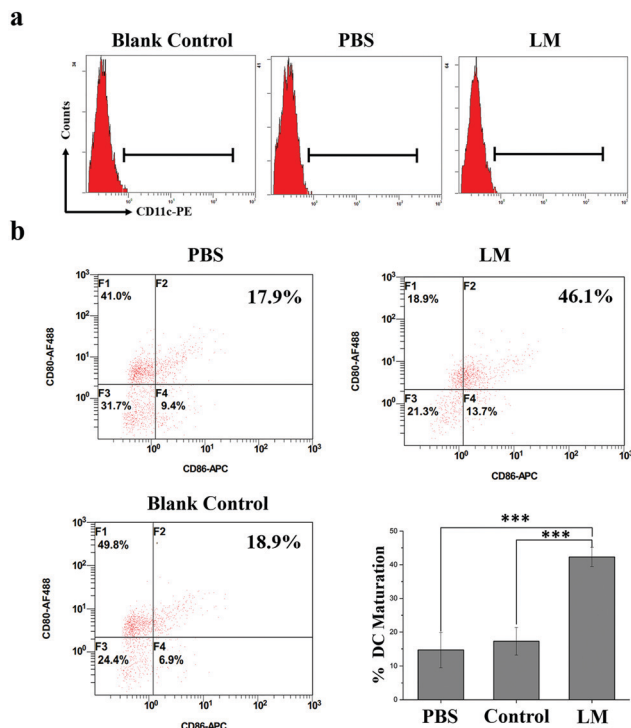 a
Blank Control PBS LM
Counts
CD11c-PE
b
PBS
F1
41.0%
F2
17.9%
F3
31.7%
F4
9.4%
CD80-AF488
10³
10²
10¹
10⁰
10⁰ 10¹ 10² 10³
CD86-APC
LM
F1
18.9%
F2
46.1%
F3
21.3%
F4
13.7%
CD80-AF488
10³
10²
10¹
10⁰
10⁰ 10¹ 10² 10³
CD86-APC
Blank Control
F1
49.8%
F2
18.9%
F3
24.4%
F4
6.9%
CD80-AF488
10³
10²
10¹
10⁰
10⁰ 10¹ 10² 10³
CD86-APC
***
***
% DC Maturation
50
40
30
20
10
0
PBS Control LM